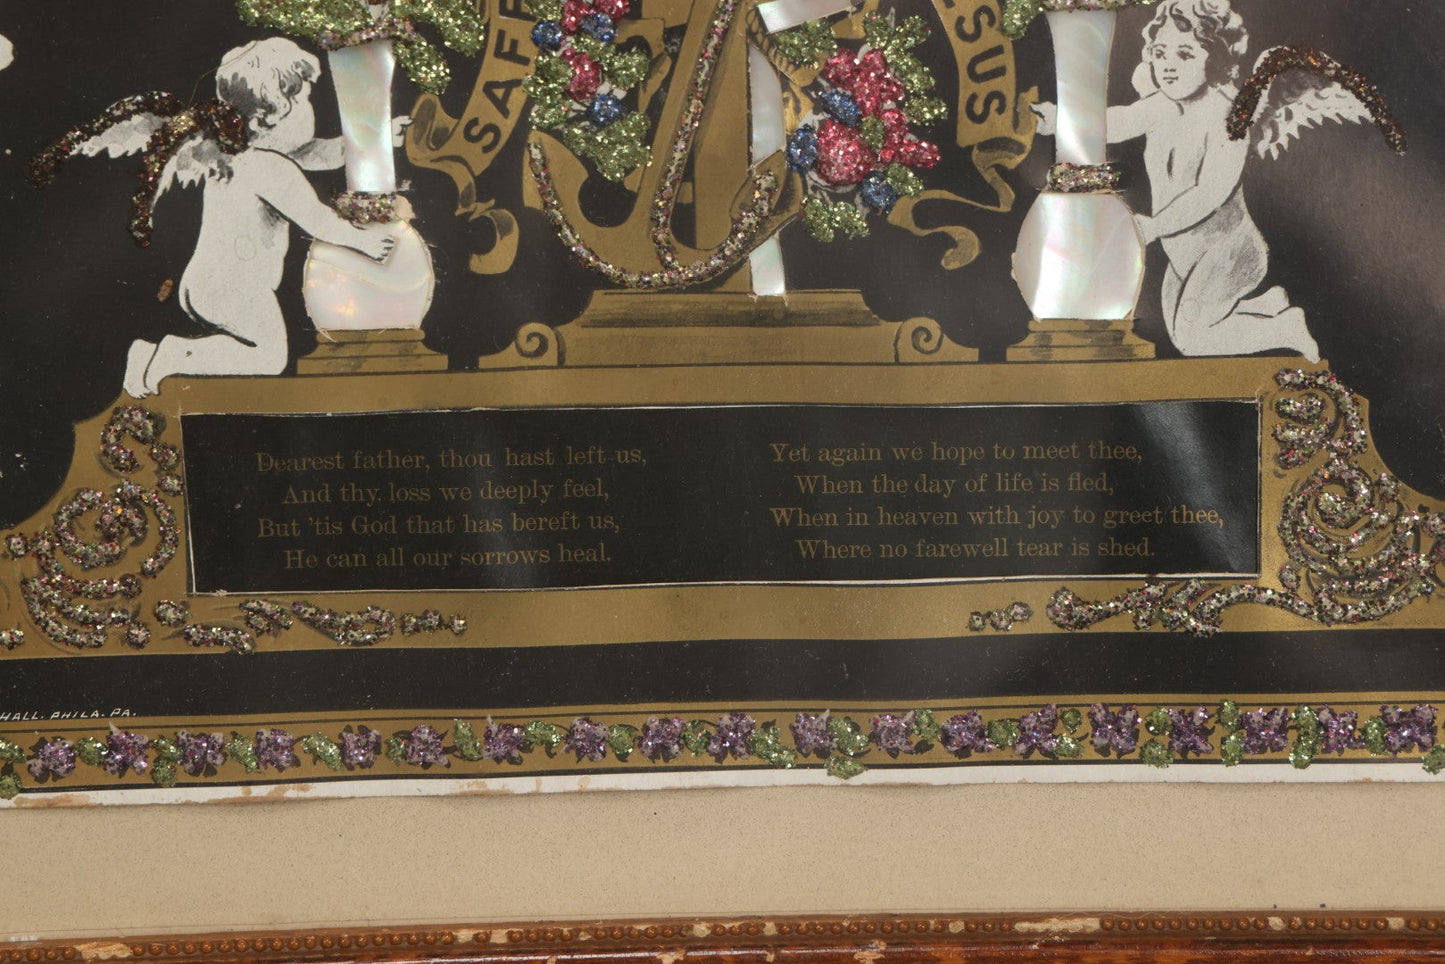 SAF
ESUS
Dearest father, thou hast left us,
And thy loss we deeply feel,
But 'tis God that has bereft us,
He can all our sorrows heal.
Yet again we hope to meet thee,
When the day of life is fled,
When in heaven with joy to greet thee,
Where no farewell tear is shed.
HALL. PHILA. PA.